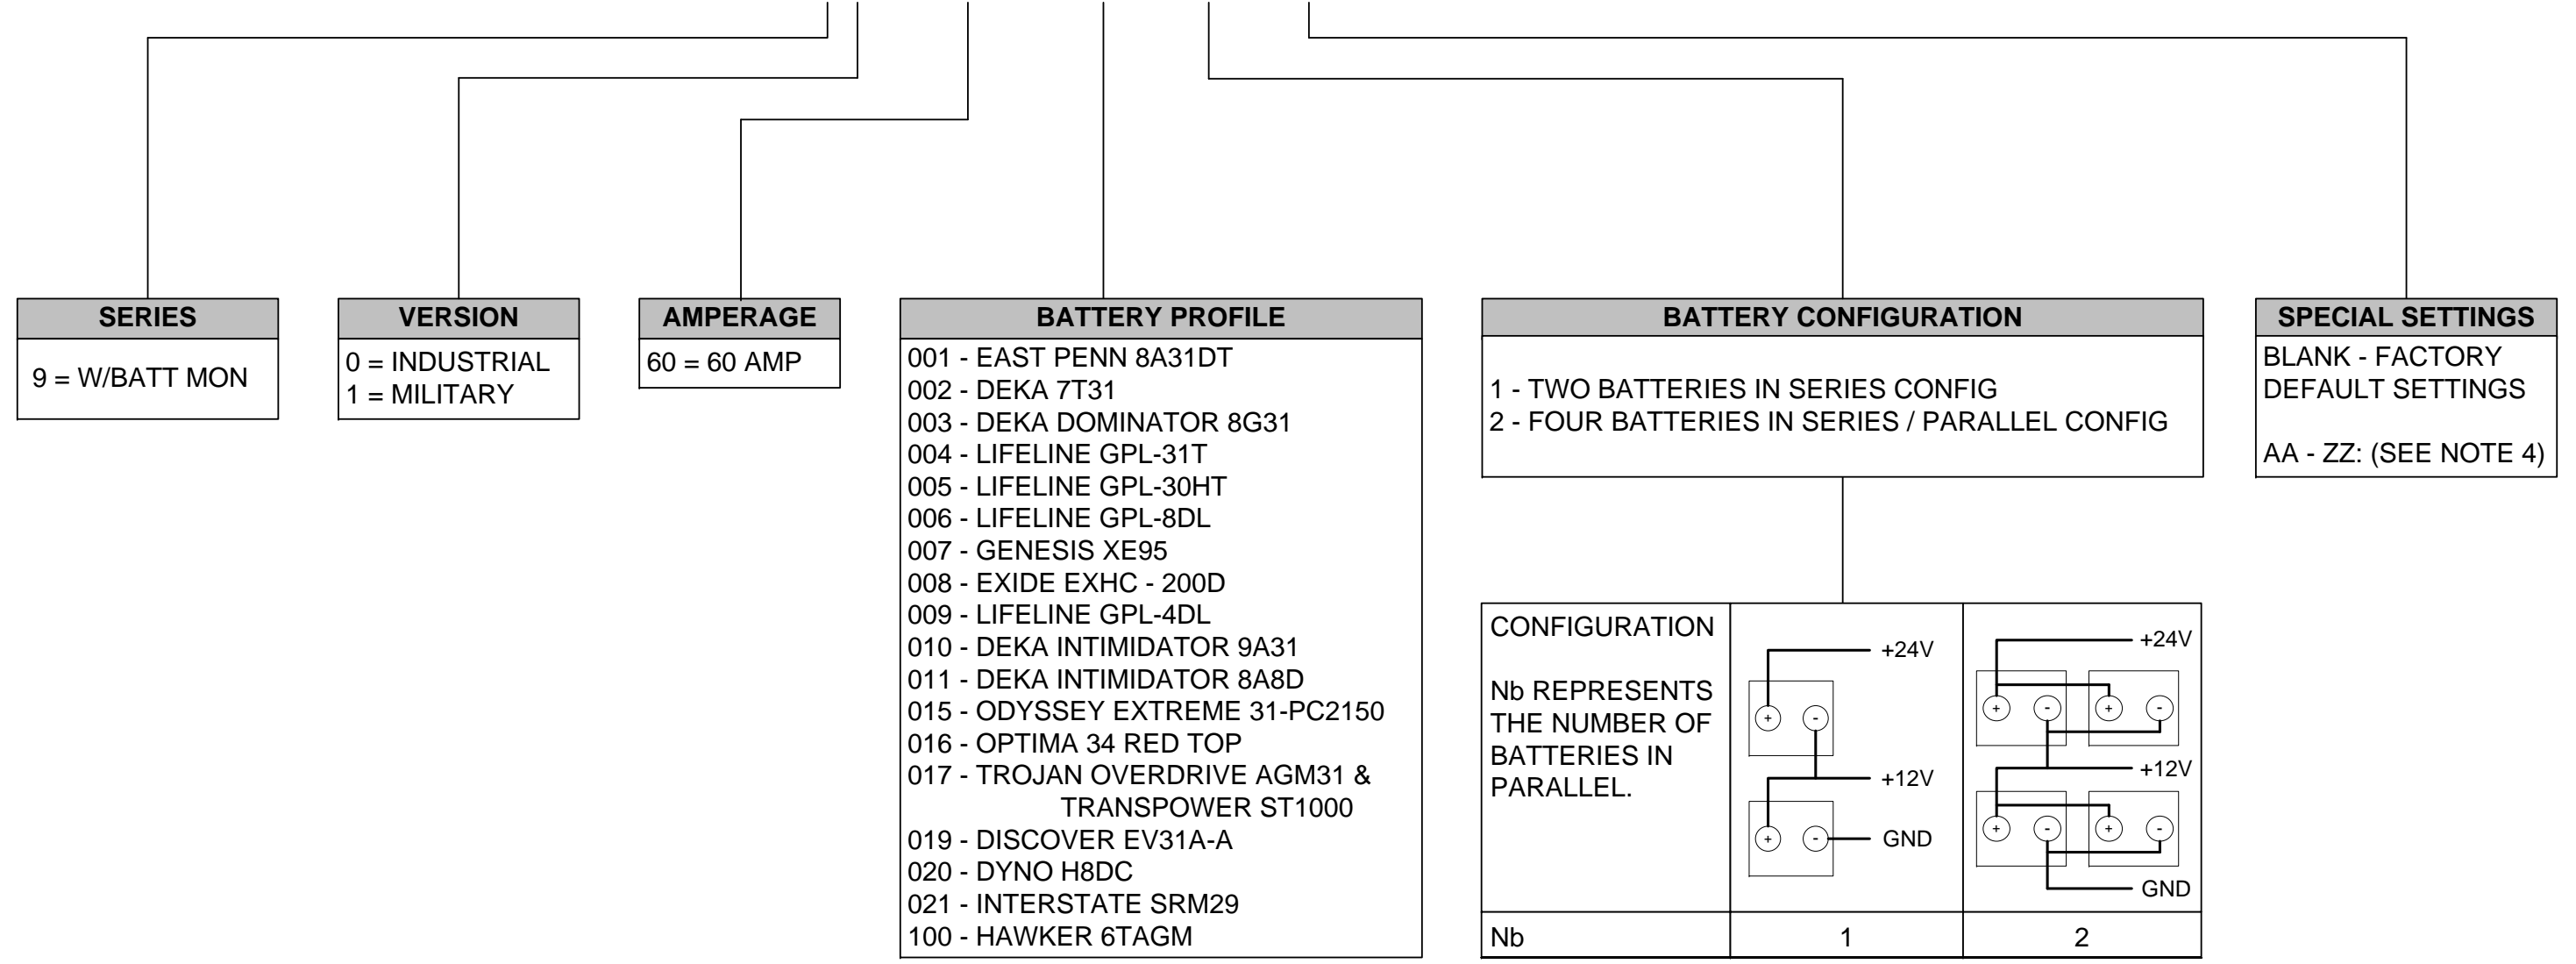 SERIES
9 = W/BATT MON
VERSION
0 = INDUSTRIAL
1 = MILITARY
AMPERAGE
60 = 60 AMP
BATTERY PROFILE
001 - EAST PENN 8A31DT
002 - DEKA 7T31
003 - DEKA DOMINATOR 8G31
004 - LIFELINE GPL-31T
005 - LIFELINE GPL-30HT
006 - LIFELINE GPL-8DL
007 - GENESIS XE95
008 - EXIDE EXHC - 200D
009 - LIFELINE GPL-4DL
010 - DEKA INTIMIDATOR 9A31
011 - DEKA INTIMIDATOR 8A8D
015 - ODYSSEY EXTREME 31-PC2150
016 - OPTIMA 34 RED TOP
017 - TROJAN OVERDRIVE AGM31 &
TRANSPOWER ST1000
019 - DISCOVER EV31A-A
020 - DYNO H8DC
021 - INTERSTATE SRM29
100 - HAWKER 6TAGM
BATTERY CONFIGURATION
1 - TWO BATTERIES IN SERIES CONFIG
2 - FOUR BATTERIES IN SERIES / PARALLEL CONFIG
SPECIAL SETTINGS
BLANK - FACTORY
DEFAULT SETTINGS
AA - ZZ: (SEE NOTE 4)
CONFIGURATION
Nb REPRESENTS
THE NUMBER OF
BATTERIES IN
PARALLEL.
+24V
+ -
+12V
+ -
GND
+24V
+ - + -
+12V
+ - + -
GND
Nb 1 2